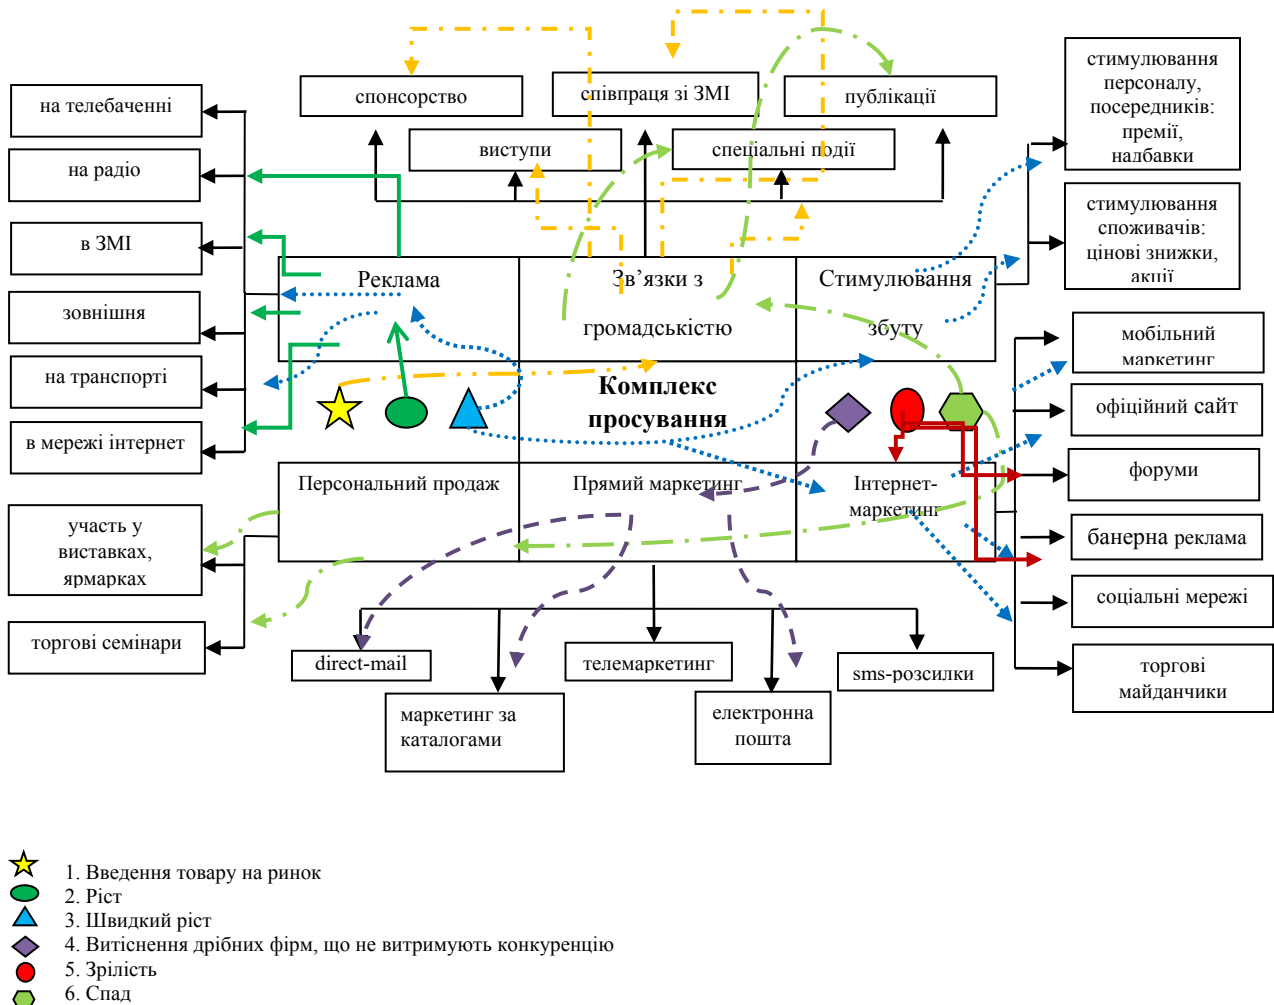 на телебаченні
на радіо
в ЗМІ
зовнішня
на транспорті
в мережі інтернет
участь у
виставках,
ярмарках
торгові семінари
спонсорство
співпраця зі ЗМІ
публікації
виступи
спеціальні події
стимулювання
персоналу,
посередників:
премії,
надбавки
стимулювання
споживачів:
цінові знижки,
акції
Реклама
Зв’язки з
громадськістю
Стимулювання
збуту
Комплекс
просування
Персональний продаж
Прямий маркетинг
Інтернет-
маркетинг
мобільний
маркетинг
офіційний сайт
форуми
банерна реклама
соціальні мережі
торгові
майданчики
direct-mail
маркетинг за
каталогами
телемаркетинг
електронна
пошта
sms-розсилки
1. Введення товару на ринок
2. Ріст
3. Швидкий ріст
4. Витіснення дрібних фірм, що не витримують конкуренцію
5. Зрілість
6. Спад